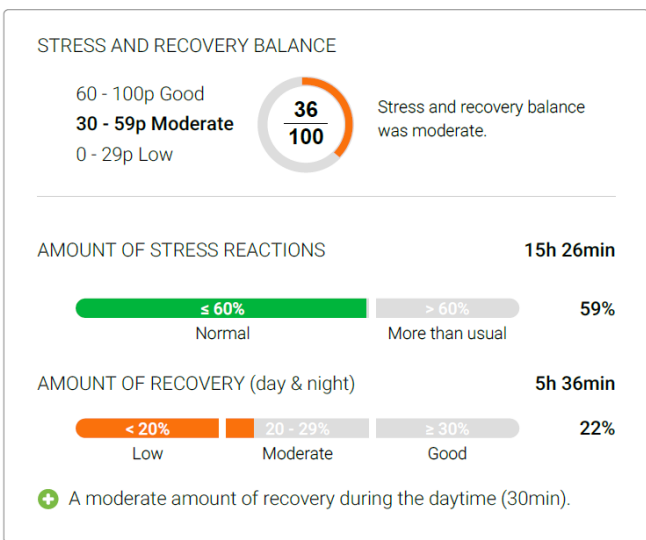 STRESS AND RECOVERY BALANCE
60 - 100p Good
30 - 59p Moderate
0 - 29p Low
36
100
Stress and recovery balance
was moderate.
AMOUNT OF STRESS REACTIONS 15h 26min
≤ 60% > 60% 59%
Normal More than usual
AMOUNT OF RECOVERY (day & night) 5h 36min
< 20% 20 - 29% ≥ 30% 22%
Low Moderate Good
A moderate amount of recovery during the daytime (30min).